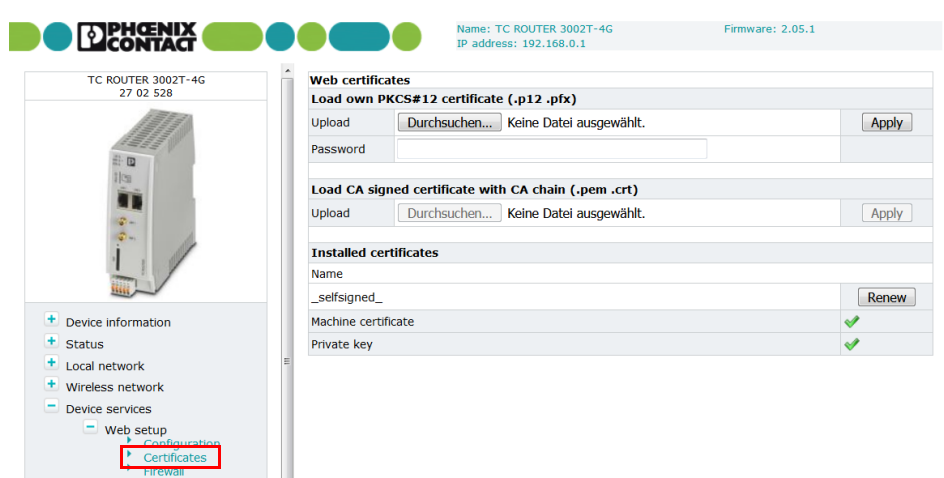 PHŒNIX
CONTACT
Name: TC ROUTER 3002T-4G
Firmware: 2.05.1
IP address: 192.168.0.1
TC ROUTER 3002T-4G
27 02 528
Device information
Status
Local network
Wireless network
Device services
Web setup
Configuration
Certificates
Firewall
Web certificates
Load own PKCS#12 certificate (.p12 .pfx)
Upload Durchsuchen... Keine Datei ausgewählt. Apply
Password
Load CA signed certificate with CA chain (.pem .crt)
Upload Durchsuchen... Keine Datei ausgewählt. Apply
Installed certificates
Name
_selfsigned_ Renew
Machine certificate
Private key